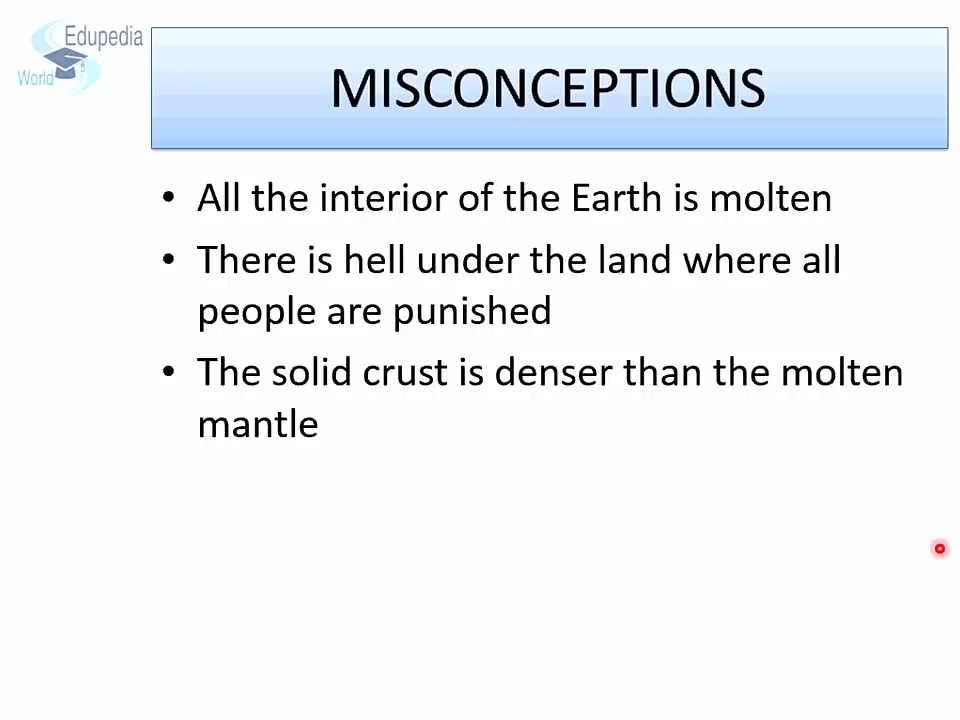 Edupedia
World
MISCONCEPTIONS
• All the interior of the Earth is molten
• There is hell under the land where all
people are punished
• The solid crust is denser than the molten
mantle